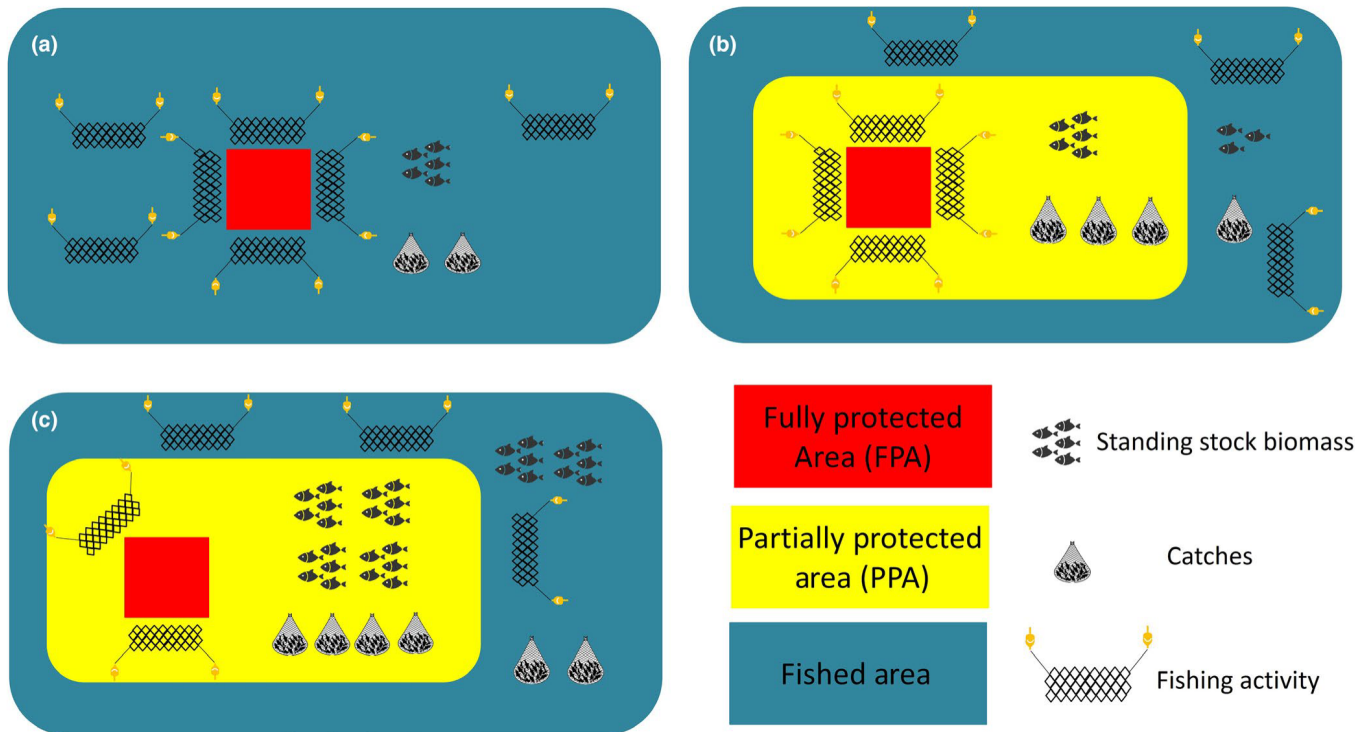 (a)
(b)
(c)
Fully protected
Area (FPA)
Standing stock biomass
Partially protected
area (PPA)
Catches
Fished area
Fishing activity